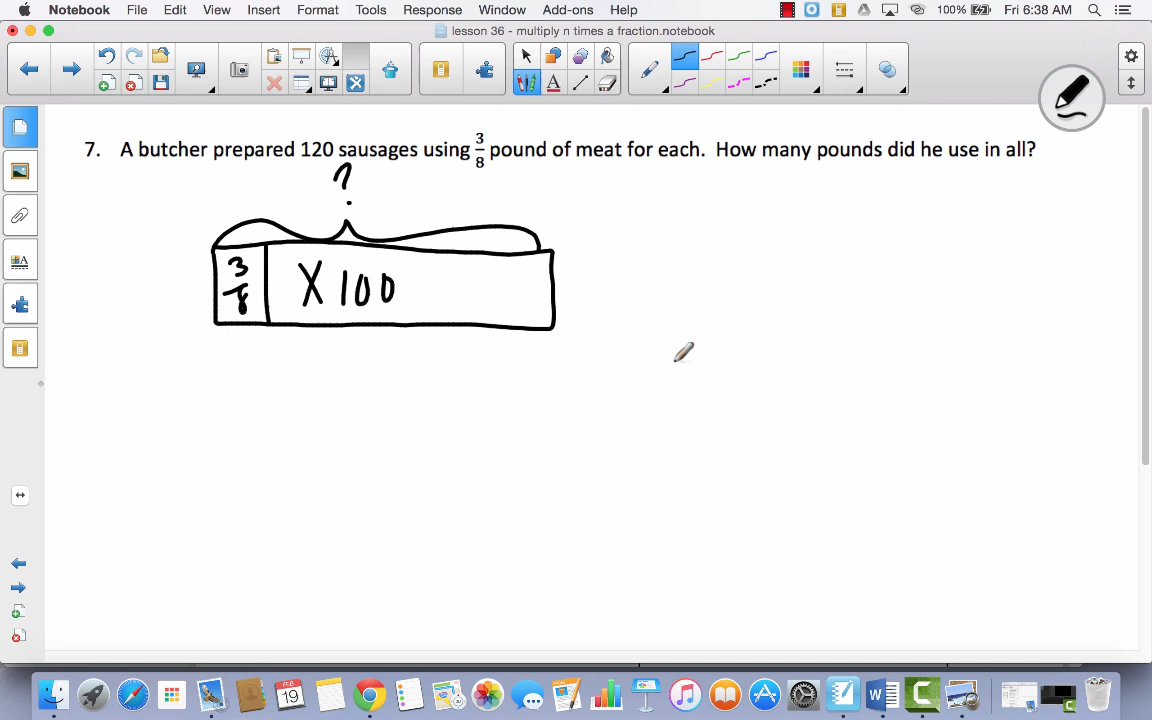 Notebook File Edit View Insert Format Tools Response Window Add-ons Help 100% Fri 6:38 AM
lesson 36 - multiply n times a fraction.notebook
7. A butcher prepared 120 sausages using 3/8 pound of meat for each. How many pounds did he use in all?
?
3/8 X 100
FEB
19